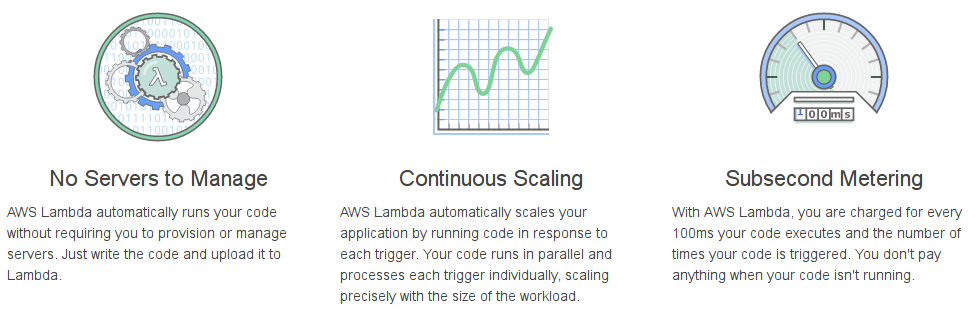 λ
100ms
No Servers to Manage
AWS Lambda automatically runs your code
without requiring you to provision or manage
servers. Just write the code and upload it to
Lambda.
Continuous Scaling
AWS Lambda automatically scales your
application by running code in response to
each trigger. Your code runs in parallel and
processes each trigger individually, scaling
precisely with the size of the workload.
Subsecond Metering
With AWS Lambda, you are charged for every
100ms your code executes and the number of
times your code is triggered. You don't pay
anything when your code isn't running.